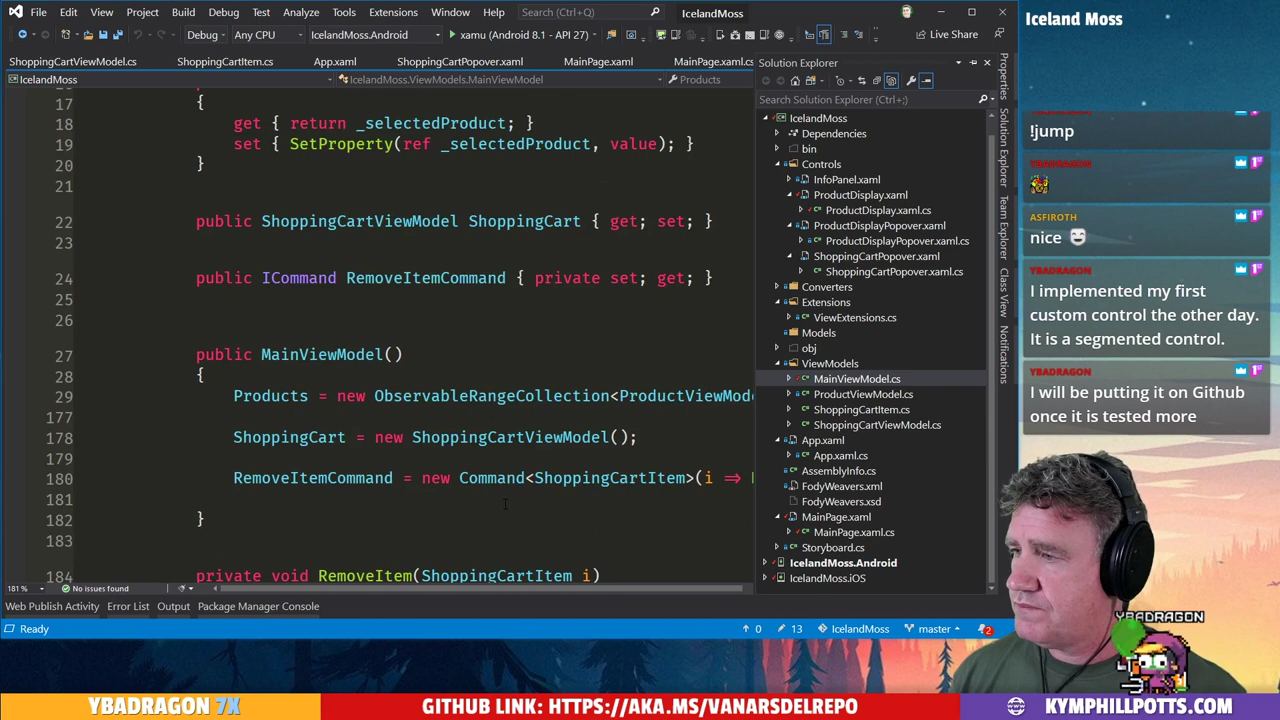 File Edit View Project Build Debug Test Analyze Tools Extensions Window Help Search (Ctrl+Q) IcelandMoss
Debug Any CPU IcelandMoss.Android xamu (Android 8.1 - API 27) Live Share
ShoppingCartViewModel.cs ShoppingCartItem.cs App.xaml ShoppingCartPopover.xaml MainPage.xaml MainPage.xaml.cs
IcelandMoss IcelandMoss.ViewModels.MainViewModel Products
17 {
18 get { return _selectedProduct; }
19 set { SetProperty(ref _selectedProduct, value); }
20 }
21
22 public ShoppingCartViewModel ShoppingCart { get; set; }
23
24 public ICommand RemoveItemCommand { private set; get; }
25
26
27 public MainViewModel()
28 {
29 Products = new ObservableRangeCollection<ProductViewMode
177
178 ShoppingCart = new ShoppingCartViewModel();
179
180 RemoveItemCommand = new Command<ShoppingCartItem>(i =>
181
182 }
183
184 private void RemoveItem(ShoppingCartItem i)
181 % No issues found
Web Publish Activity Error List Output Package Manager Console
Ready 0 13 IcelandMoss master 2
Solution Explorer
Search Solution Explorer (Ctrl+;)
IcelandMoss
Dependencies
bin
Controls
InfoPanel.xaml
ProductDisplay.xaml
ProductDisplay.xaml.cs
ProductDisplayPopover.xaml
ProductDisplayPopover.xaml.cs
ShoppingCartPopover.xaml
ShoppingCartPopover.xaml.cs
Converters
Extensions
ViewExtensions.cs
Models
obj
ViewModels
MainViewModel.cs
ProductViewModel.cs
ShoppingCartItem.cs
ShoppingCartViewModel.cs
App.xaml
App.xaml.cs
AssemblyInfo.cs
FodyWeavers.xml
FodyWeavers.xsd
MainPage.xaml
MainPage.xaml.cs
Storyboard.cs
IcelandMoss.Android
IcelandMoss.iOS
Properties
Solution Explorer
Team Explorer
Class View
Notifications
Iceland Moss
!jump
YBADRAGON
ASFIROTH
nice
YBADRAGON
I implemented my first
custom control the other day.
It is a segmented control.
YBADRAGON
I will be putting it on Github
once it is tested more
YBADRAGON
YBADRAGON 7X
GITHUB LINK: HTTPS://AKA.MS/VANARSDELREPO
KYMPHILLPOTTS.COM